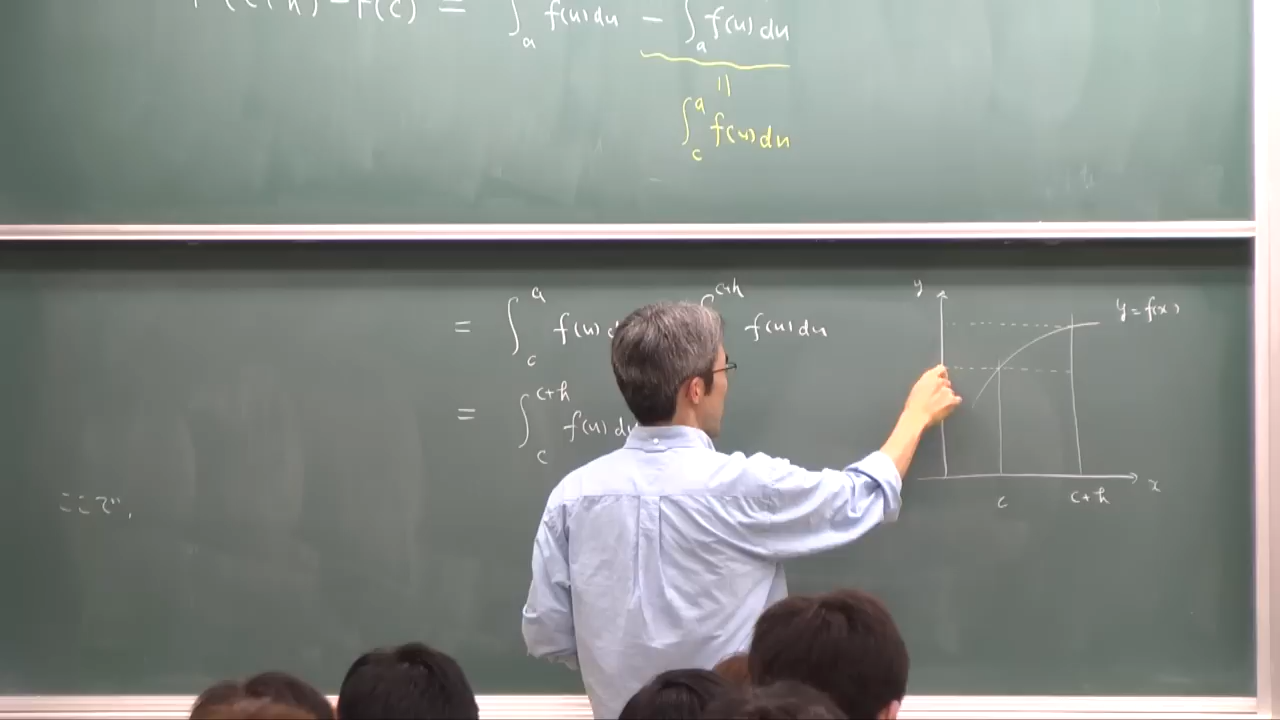 F(c+h) - F(c) = ∫_a f(u)du - ∫_a f(u)du
||
∫_c^a f(u)du
= ∫_c^a f(u)d ∫^{c+h} f(u)du
= ∫_c^{c+h} f(u)du
ここで,
y
y = f(x)
c
c+h
x